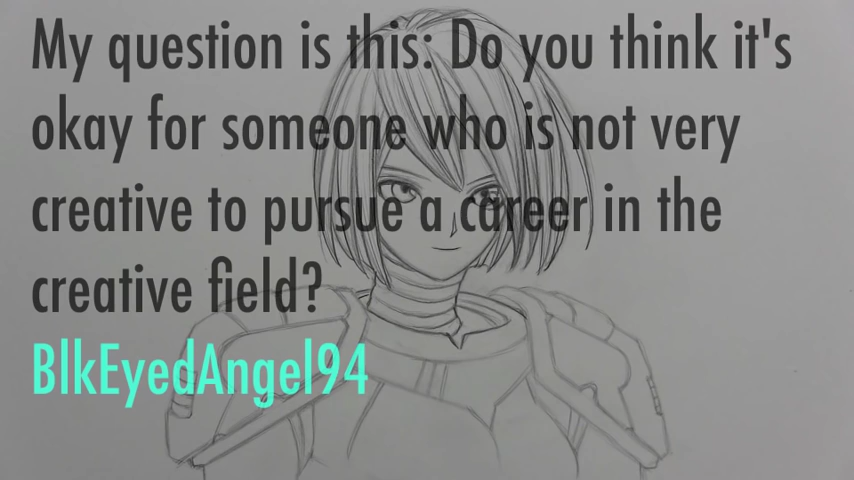 My question is this: Do you think it's
okay for someone who is not very
creative to pursue a career in the
creative field?
BlkEyedAngel94